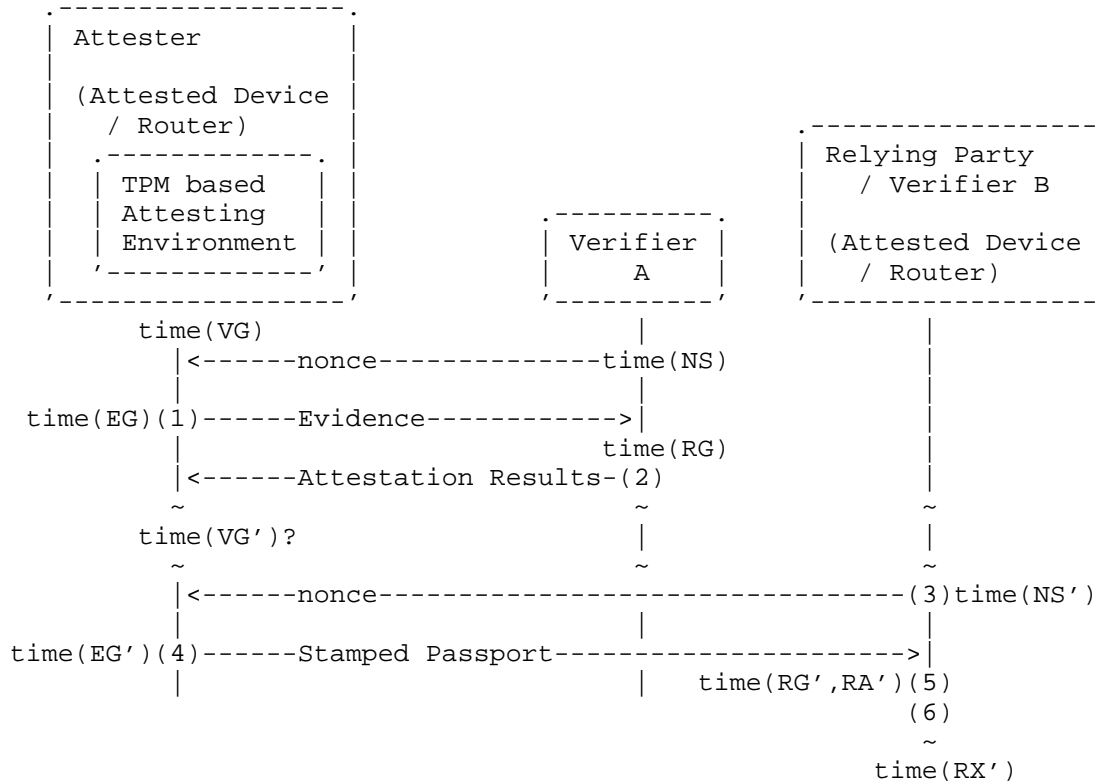 .------------------.
| Attester         |
|                  |
| (Attested Device |
|   / Router)      |                             .------------------
|  .-------------. |                             | Relying Party
|  | TPM based   | |                             |   / Verifier B
|  | Attesting   | |            .----------.     |
|  | Environment | |            | Verifier |     | (Attested Device
|  '-------------' |            |    A     |     |   / Router)
'------------------'            '----------'     '------------------
time(VG)                             |                 |
|<------nonce--------------time(NS)                    |
|                            |                 |
time(EG)(1)------Evidence------------>|                 |
|                          time(RG)              |
|<------Attestation Results-(2)                 |
~                            ~                 ~
time(VG')?                           |                 |
~                            ~                 ~
|<------nonce---------------------------------(3)time(NS')
|                            |                 |
time(EG')(4)------Stamped Passport---------------------->|
|                            |   time(RG',RA')(5)
(6)
~
time(RX')